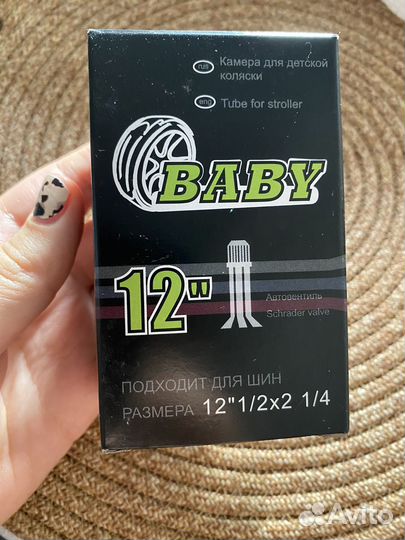 rus Камера для детской
коляски
eng Tube for stroller
BABY
12"
Автовентиль
Schrader valve
ПОДХОДИТ ДЛЯ ШИН
РАЗМЕРА 12"1/2x2 1/4
Avito